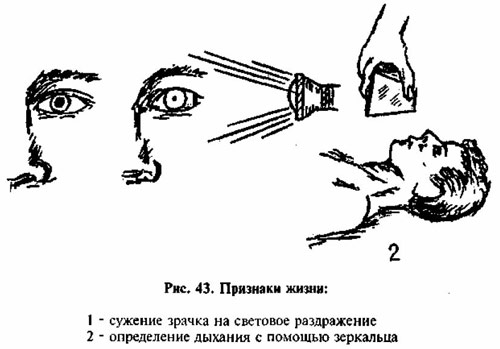 2
Рис. 43. Признаки жизни:
1 - сужение зрачка на световое раздражение
2 - определение дыхания с помощью зеркальца